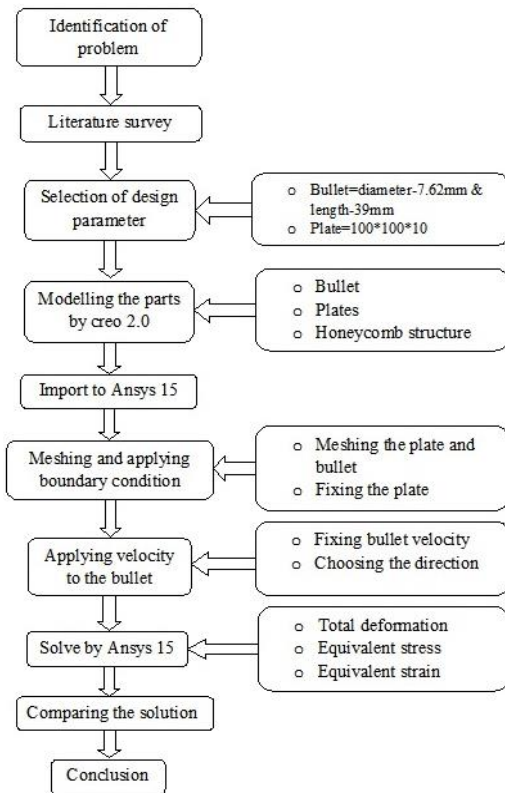 Identification of
problem
Literature survey
Selection of design
parameter
o Bullet=diameter-7.62mm &
length-39mm
o Plate=100*100*10
Modelling the parts
by creo 2.0
o Bullet
o Plates
o Honeycomb structure
Import to Ansys 15
Meshing and applying
boundary condition
o Meshing the plate and
bullet
o Fixing the plate
Applying velocity
to the bullet
o Fixing bullet velocity
o Choosing the direction
Solve by Ansys 15
o Total deformation
o Equivalent stress
o Equivalent strain
Comparing the solution
Conclusion